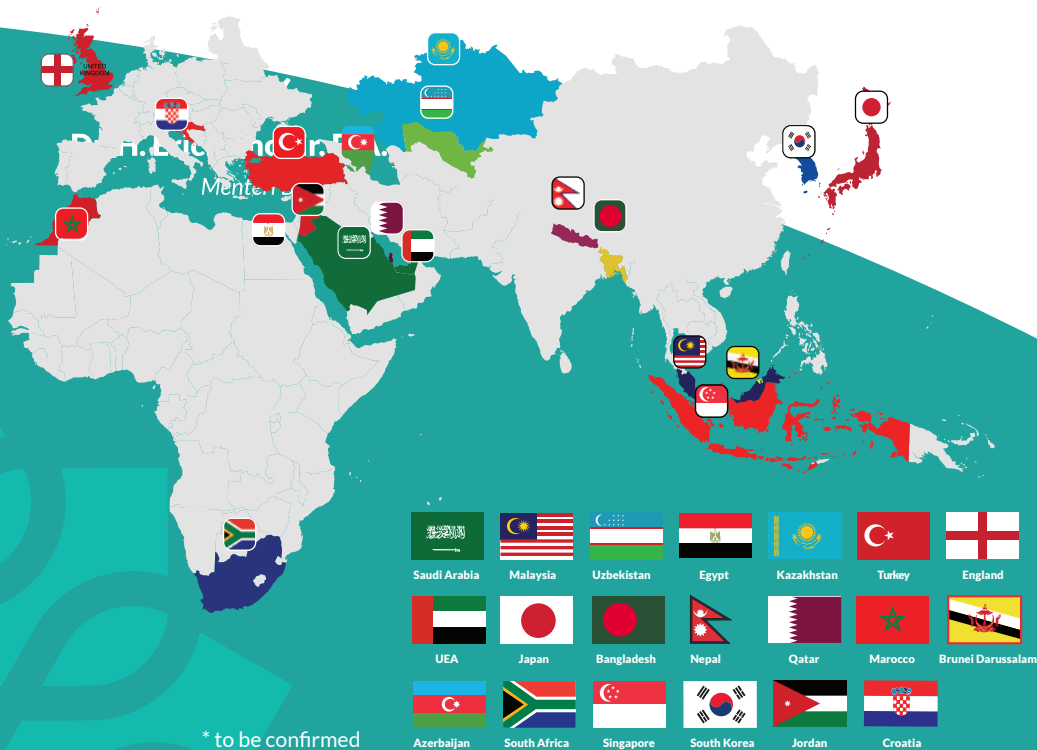 UNITED
KINGDOM
Saudi Arabia
Malaysia
Uzbekistan
Egypt
Kazakhstan
Turkey
England
UEA
Japan
Bangladesh
Nepal
Qatar
Marocco
Brunei Darussalam
Azerbaijan
South Africa
Singapore
South Korea
Jordan
Croatia
* to be confirmed